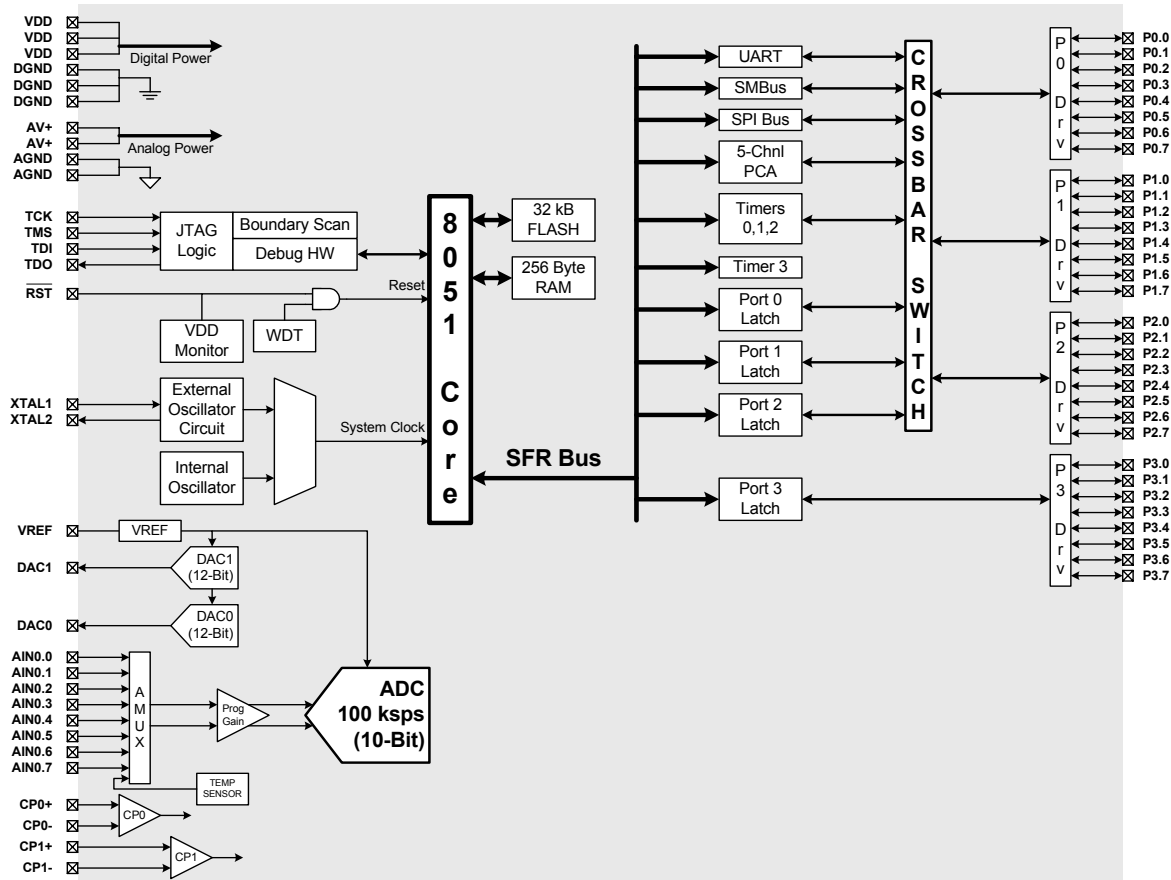 VDD
VDD
VDD
DGND
DGND
DGND
Digital Power
AV+
AV+
AGND
AGND
Analog Power
TCK
TMS
TDI
TDO
JTAG
Logic
Boundary Scan
Debug HW
RST
Reset
VDD
Monitor
WDT
XTAL1
XTAL2
External
Oscillator
Circuit
Internal
Oscillator
System Clock
8051 Core
32 kB
FLASH
256 Byte
RAM
SFR Bus
VREF
VREF
DAC1
DAC1
(12-Bit)
DAC0
DAC0
(12-Bit)
AIN0.0
AIN0.1
AIN0.2
AIN0.3
AIN0.4
AIN0.5
AIN0.6
AIN0.7
AMUX
Prog
Gain
ADC
100 ksps
(10-Bit)
TEMP
SENSOR
CP0+
CP0-
CP0
CP1+
CP1-
CP1
UART
SMBus
SPI Bus
5-Chnl
PCA
Timers
0,1,2
Timer 3
Port 0
Latch
Port 1
Latch
Port 2
Latch
Port 3
Latch
CROSSBAR SWITCH
P0 Drv
P0.0
P0.1
P0.2
P0.3
P0.4
P0.5
P0.6
P0.7
P1 Drv
P1.0
P1.1
P1.2
P1.3
P1.4
P1.5
P1.6
P1.7
P2 Drv
P2.0
P2.1
P2.2
P2.3
P2.4
P2.5
P2.6
P2.7
P3 Drv
P3.0
P3.1
P3.2
P3.3
P3.4
P3.5
P3.6
P3.7